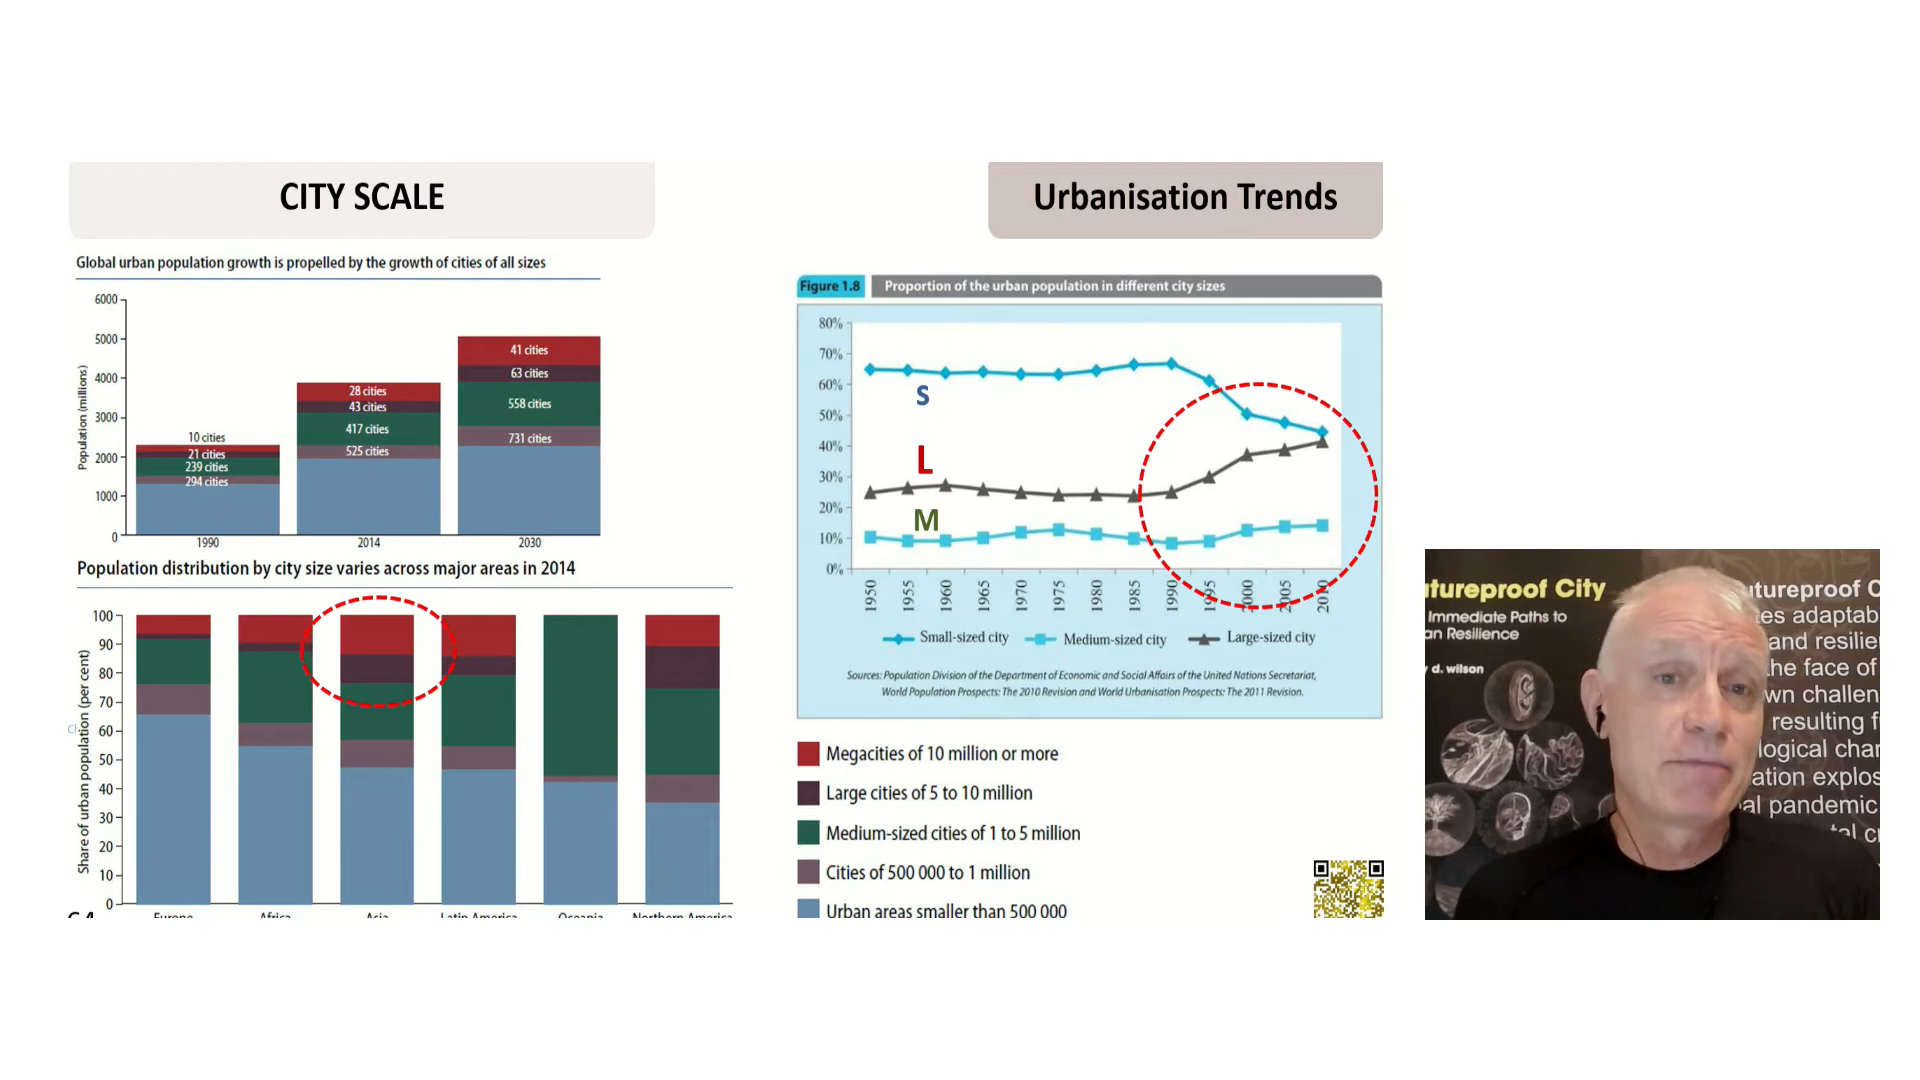 CITY SCALE
Urbanisation Trends
Global urban population growth is propelled by the growth of cities of all sizes
Population (millions)
6000
5000
4000
3000
2000
1000
0
10 cities
21 cities
239 cities
294 cities
28 cities
43 cities
417 cities
525 cities
41 cities
63 cities
558 cities
731 cities
1990
2014
2030
Population distribution by city size varies across major areas in 2014
Share of urban population (per cent)
100
90
80
70
60
50
40
30
20
10
0
Europe
Africa
Asia
Latin America
Oceania
Northern America
Figure 1.8
Proportion of the urban population in different city sizes
80%
70%
60%
50%
40%
30%
20%
10%
0%
S
L
M
1950
1955
1960
1965
1970
1975
1980
1985
1990
1995
2000
2005
2010
Small-sized city
Medium-sized city
Large-sized city
Sources: Population Division of the Department of Economic and Social Affairs of the United Nations Secretariat,
World Population Prospects: The 2010 Revision and World Urbanisation Prospects: The 2011 Revision.
Megacities of 10 million or more
Large cities of 5 to 10 million
Medium-sized cities of 1 to 5 million
Cities of 500 000 to 1 million
Urban areas smaller than 500 000
utureproof City
Immediate Paths to
an Resilience
d. wilson
utureproof C
es adaptab
and resilie
he face of
wn challen
resulting f
logical char
ation explos
al pandemic